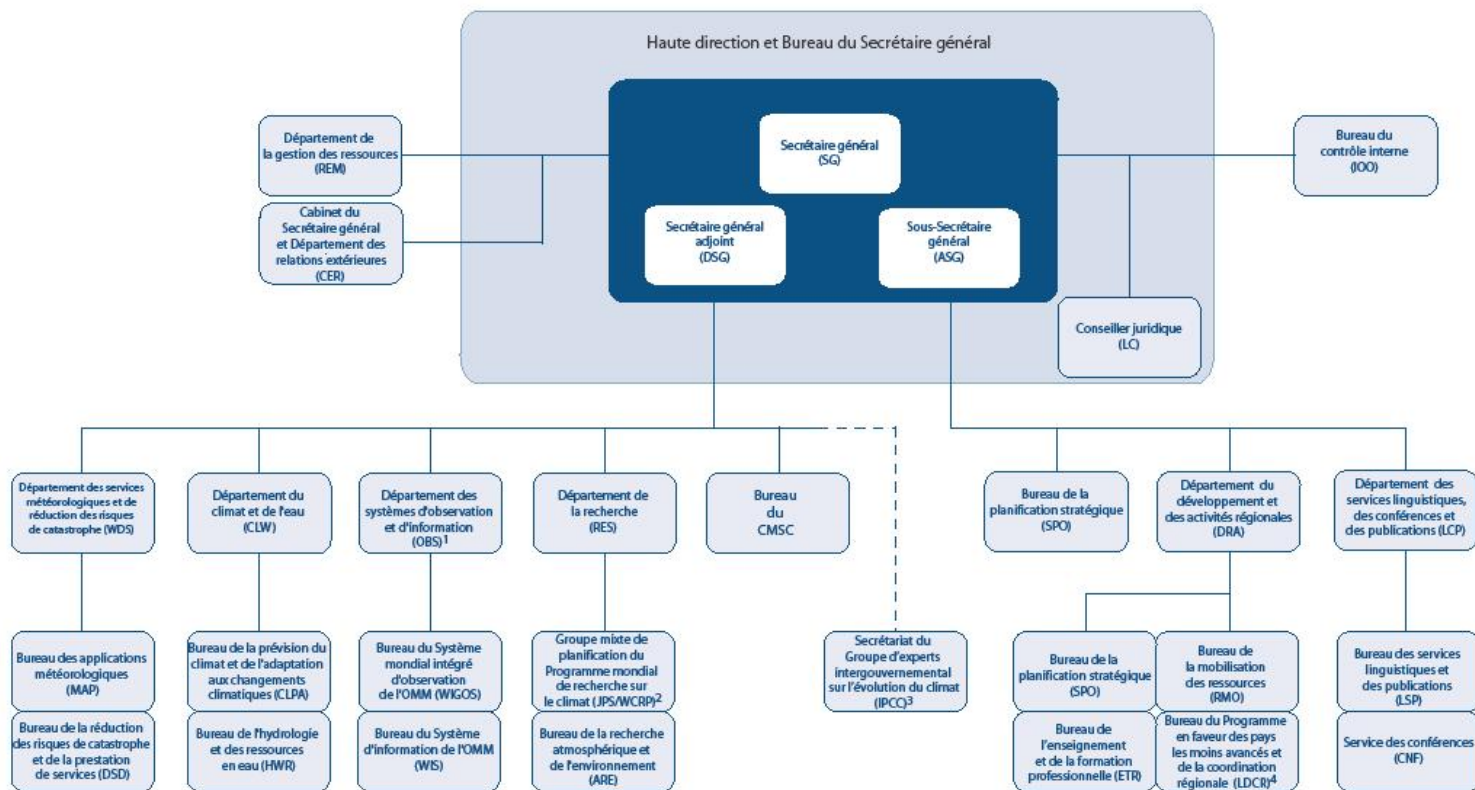 Haute direction et Bureau du Secrétaire général
Département de
la gestion des ressources
(REM)
Secrétaire général
(SG)
Bureau du
contrôle interne
(IOO)
Cabinet du
Secrétaire général
et Département des
relations extérieures
(CER)
Secrétaire général
adjoint
(DSG)
Sous-Secrétaire
général
(ASG)
Conseiller juridique
(LC)
Département des services
météorologiques et de
réduction des risques
de catastrophe (WDS)
Département du
climat et de l'eau
(CLW)
Département des
systèmes d'observation
et d'information
(OBS)1
Département de
la recherche
(RES)
Bureau
du
CMSC
Bureau de la
planification stratégique
(SPO)
Département du
développement et
des activités régionales
(DRA)
Département des
services linguistiques,
des conférences et
des publications (LCP)
Bureau des applications
météorologiques
(MAP)
Bureau de la prévision du
climat et de l'adaptation
aux changements
climatiques (CLPA)
Bureau du Système
mondial intégré
d'observation
de l'OMM (WIGOS)
Groupe mixte de
planification du
Programme mondial
de recherche sur
le climat (JPS/WCRP)2
Secrétariat du
Groupe d'experts
intergouvernemental
sur l'évolution du climat
(IPCC)3
Bureau de la
planification stratégique
(SPO)
Bureau de
la mobilisation
des ressources
(RMO)
Bureau des services
linguistiques et
des publications
(LSP)
Bureau de la réduction
des risques de catastrophe
et de la prestation
de services (DSD)
Bureau de l'hydrologie
et des ressources
en eau (HWR)
Bureau du Système
d'information de l'OMM
(WIS)
Bureau de la recherche
atmosphérique et
de l'environnement
(ARE)
Bureau de
l'enseignement
et de la formation
professionnelle (ETR)
Bureau du Programme
en faveur des pays
les moins avancés et
de la coordination
régionale (LDCR)4
Service des conférences
(CNF)